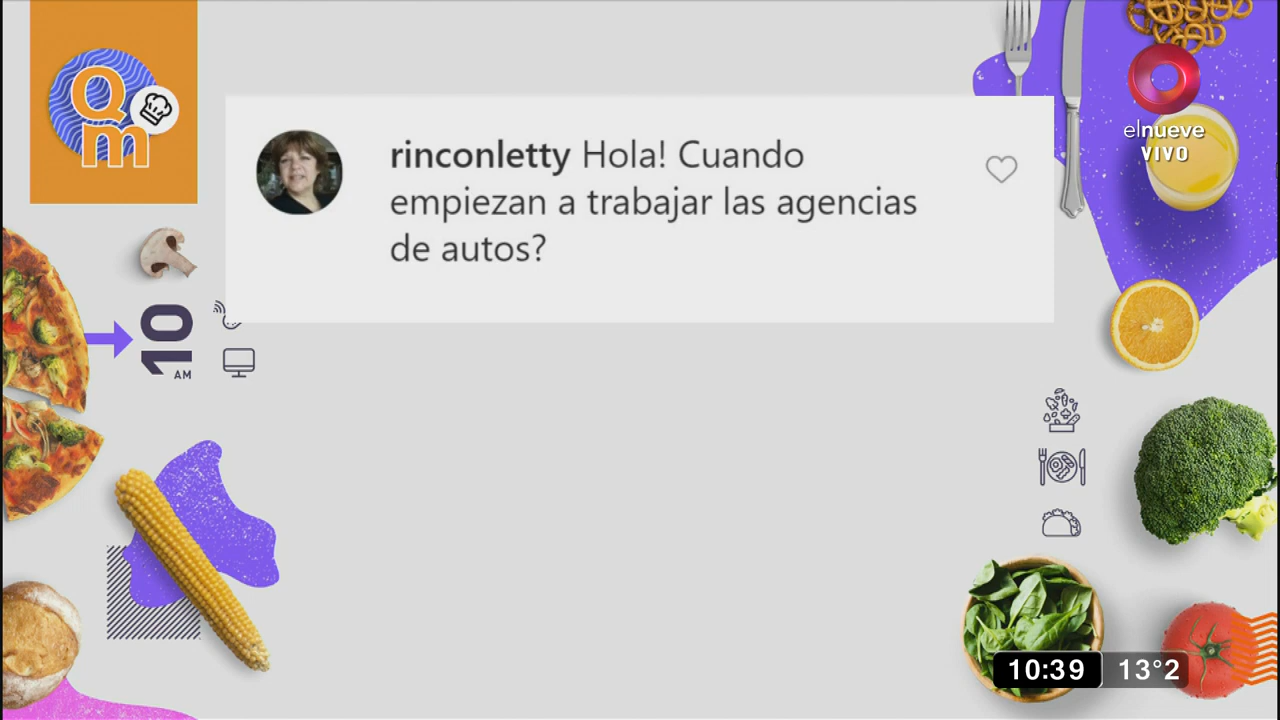 Qm
elnueve
VIVO
rinconletty Hola! Cuando
empiezan a trabajar las agencias
de autos?
10
AM
10:39 13°2